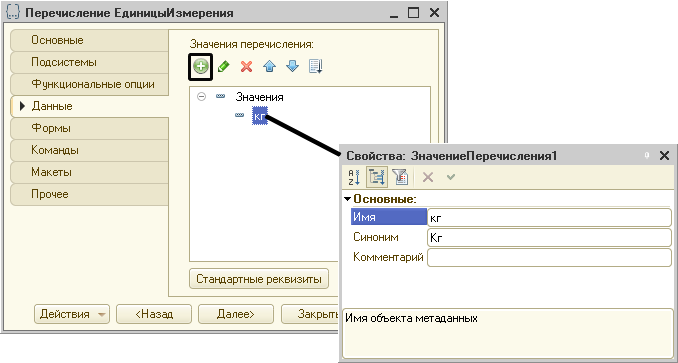 Перечисление ЕдиницыИзмерения
Основные
Подсистемы
Функциональные опции
Данные
Формы
Команды
Макеты
Прочее
Значения перечисления:
Значения
кг
Стандартные реквизиты
Действия
<Назад
Далее>
Закрыть
Свойства: ЗначениеПеречисления1
Основные:
Имя кг
Синоним Кг
Комментарий
Имя объекта метаданных